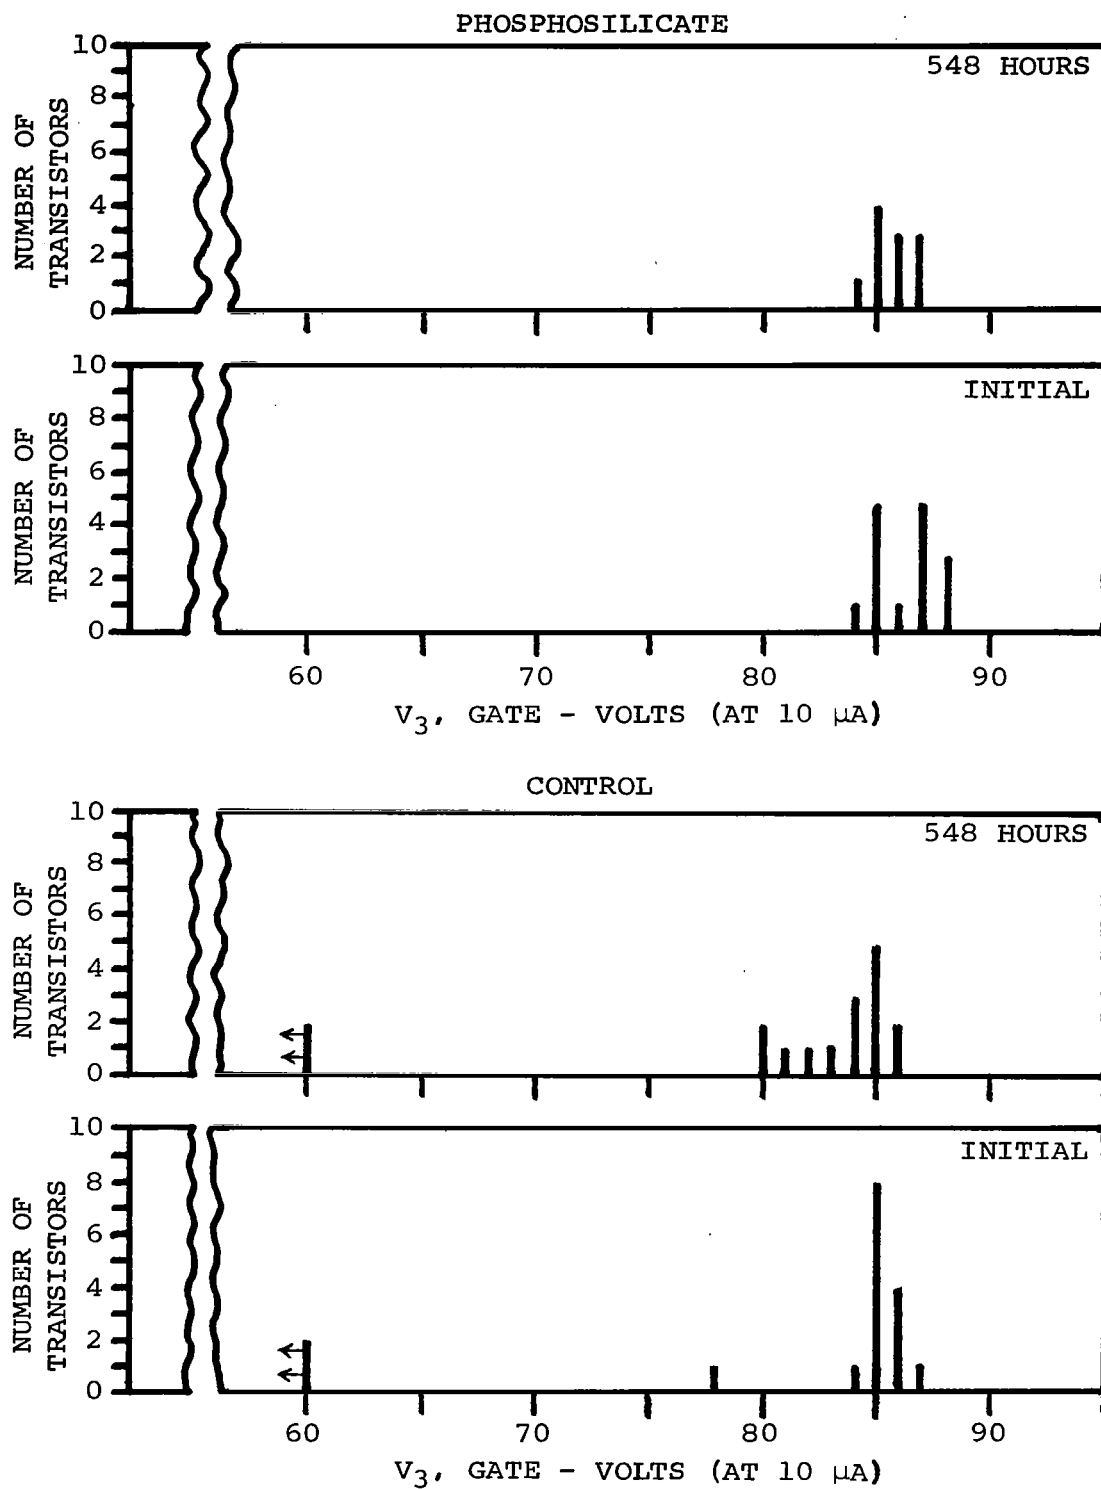 PHOSPHOSILICATE
548 HOURS
NUMBER OF
TRANSISTORS
10
8
6
4
2
0
INITIAL
NUMBER OF
TRANSISTORS
10
8
6
4
2
0
60 70 80 90
V3, GATE - VOLTS (AT 10 µA)
CONTROL
548 HOURS
NUMBER OF
TRANSISTORS
10
8
6
4
2
0
INITIAL
NUMBER OF
TRANSISTORS
10
8
6
4
2
0
60 70 80 90
V3, GATE - VOLTS (AT 10 µA)